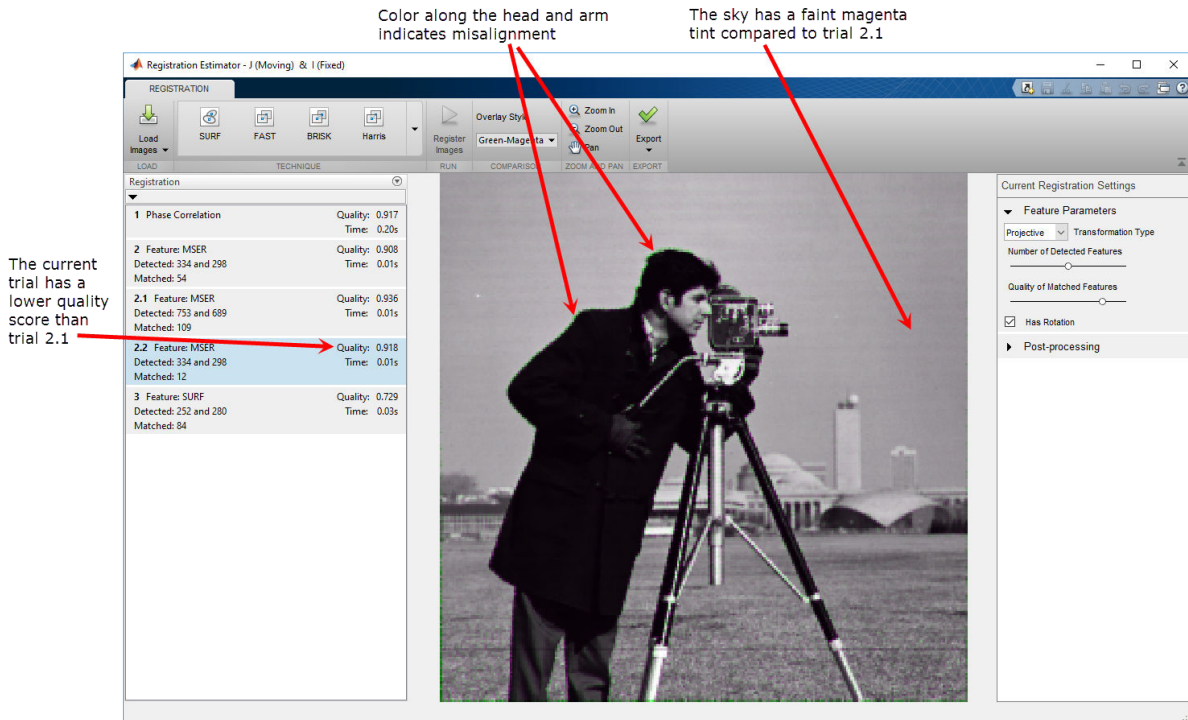 Color along the head and arm
indicates misalignment
The sky has a faint magenta
tint compared to trial 2.1
Registration Estimator - J (Moving) & I (Fixed)
REGISTRATION
Load
Images
SURF
FAST
BRISK
Harris
Register
Images
Overlay Style
Green-Magenta
Zoom In
Zoom Out
Pan
Export
LOAD
TECHNIQUE
RUN
COMPARISON
ZOOM AND PAN
EXPORT
Registration
1 Phase Correlation Quality: 0.917
Time: 0.20s
2 Feature: MSER Quality: 0.908
Detected: 334 and 298 Time: 0.01s
Matched: 54
2.1 Feature: MSER Quality: 0.936
Detected: 753 and 689 Time: 0.01s
Matched: 109
2.2 Feature: MSER Quality: 0.918
Detected: 334 and 298 Time: 0.01s
Matched: 12
3 Feature: SURF Quality: 0.729
Detected: 252 and 280 Time: 0.03s
Matched: 84
The current
trial has a
lower quality
score than
trial 2.1
Current Registration Settings
Feature Parameters
Projective Transformation Type
Number of Detected Features
Quality of Matched Features
Has Rotation
Post-processing